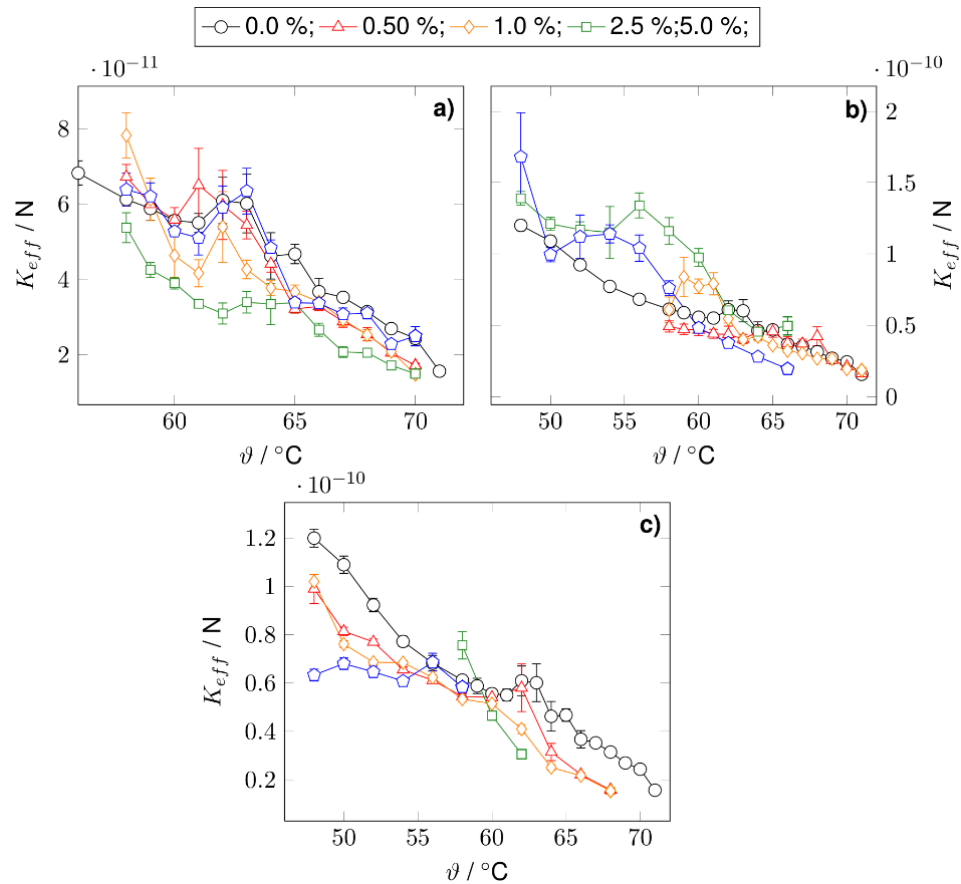 0.0 %; 0.50 %; 1.0 %; 2.5 %;5.0 %;
· 10⁻¹¹
a)
8
6
4
2
K_eff / N
60 65 70
ϑ / °C
· 10⁻¹⁰
b)
2
1.5
1
0.5
0
K_eff / N
50 55 60 65 70
ϑ / °C
· 10⁻¹⁰
c)
1.2
1
0.8
0.6
0.4
0.2
K_eff / N
50 55 60 65 70
ϑ / °C